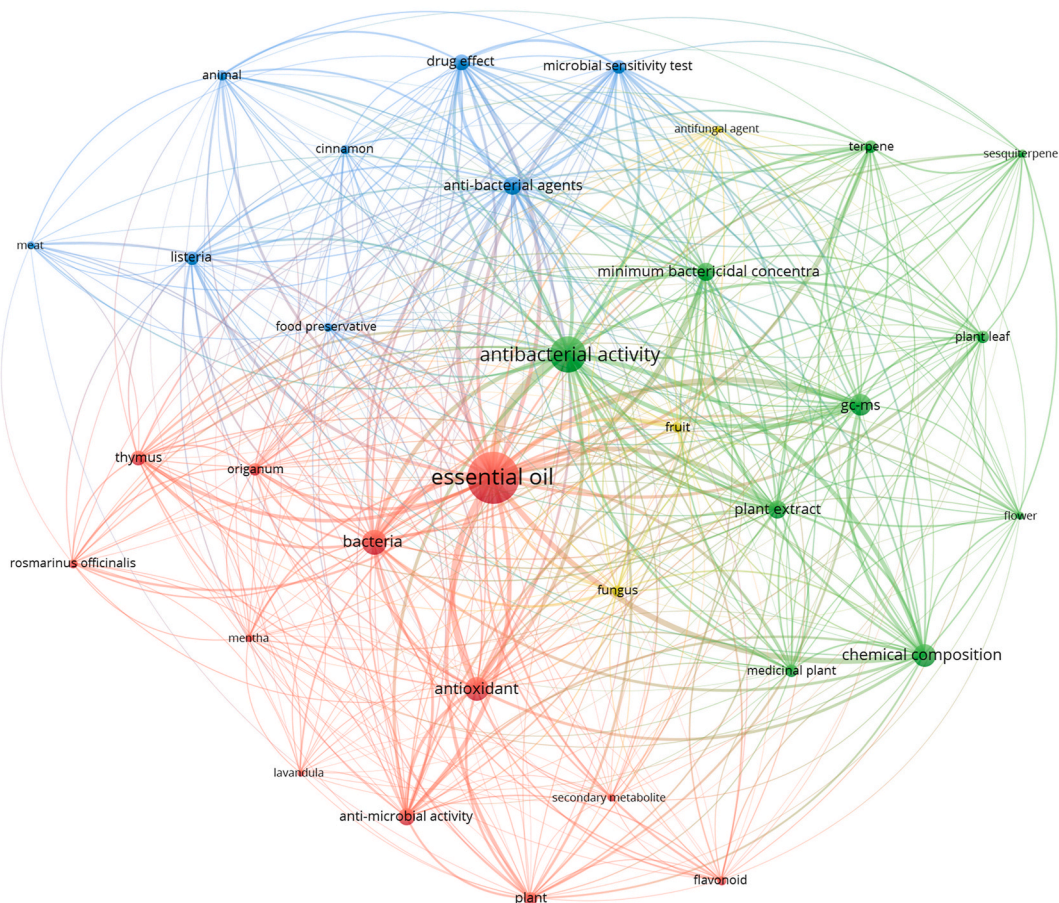 drug effect
microbial sensitivity test
animal
antifungal agent
cinnamon
terpene
sesquiterpene
anti-bacterial agents
meat
listeria
minimum bactericidal concentra
food preservative
plant leaf
antibacterial activity
gc-ms
fruit
thymus
origanum
essential oil
plant extract
flower
bacteria
rosmarinus officinalis
fungus
mentha
chemical composition
medicinal plant
antioxidant
lavandula
secondary metabolite
anti-microbial activity
flavonoid
plant